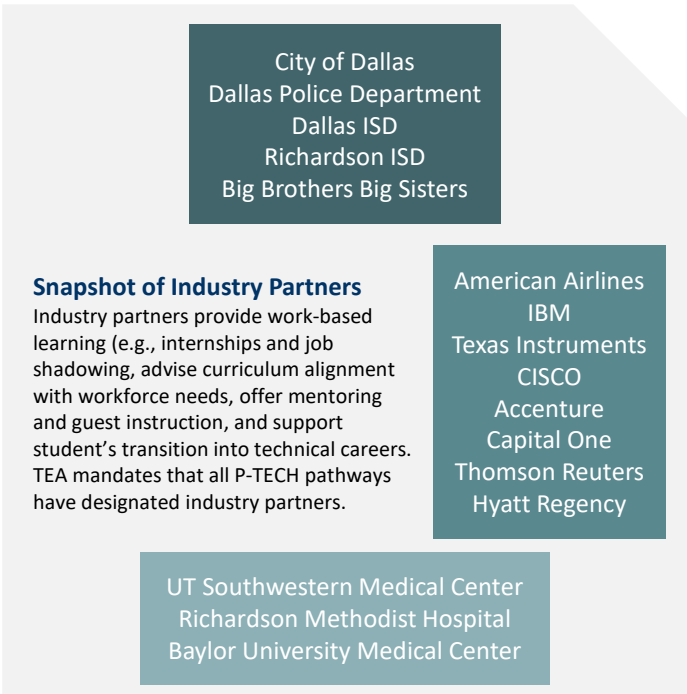 City of Dallas
Dallas Police Department
Dallas ISD
Richardson ISD
Big Brothers Big Sisters
Snapshot of Industry Partners
Industry partners provide work-based
learning (e.g., internships and job
shadowing, advise curriculum alignment
with workforce needs, offer mentoring
and guest instruction, and support
student’s transition into technical careers.
TEA mandates that all P-TECH pathways
have designated industry partners.
American Airlines
IBM
Texas Instruments
CISCO
Accenture
Capital One
Thomson Reuters
Hyatt Regency
UT Southwestern Medical Center
Richardson Methodist Hospital
Baylor University Medical Center